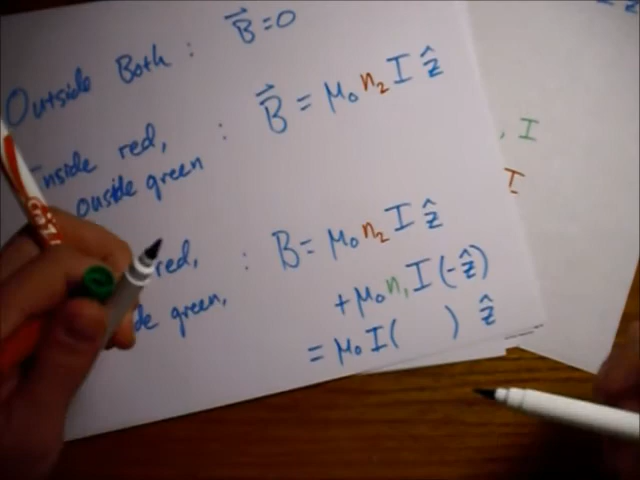 Outside Both : B⃗ = 0
Inside red, outside green : B⃗ = μ₀ n₂ I ẑ
red, green, : B = μ₀ n₂ I ẑ
+ μ₀ n₁ I (-ẑ)
= μ₀ I ( ) ẑ
, I
I